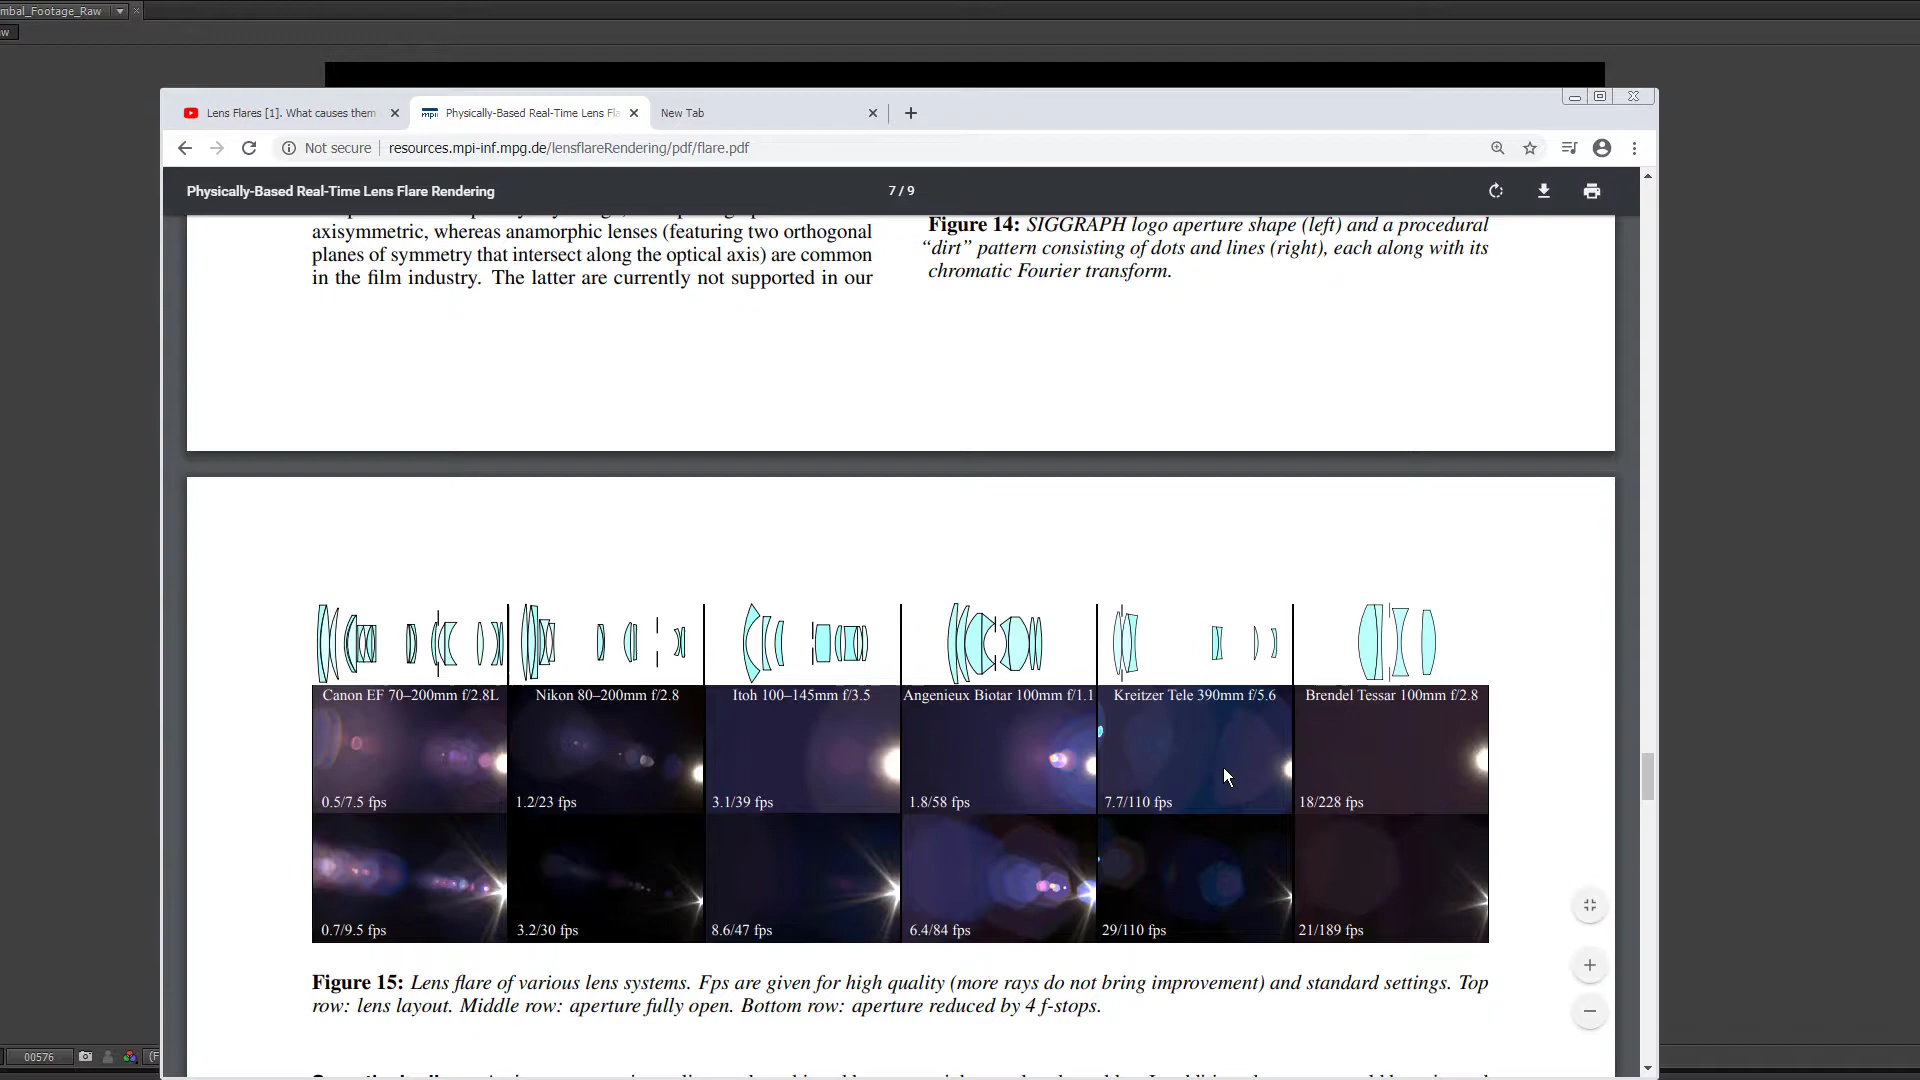 mbal_Footage_Raw
w
Lens Flares [1]. What causes them
Physically-Based Real-Time Lens Fla
New Tab
Not secure
resources.mpi-inf.mpg.de/lensflareRendering/pdf/flare.pdf
Physically-Based Real-Time Lens Flare Rendering
7 / 9
axisymmetric, whereas anamorphic lenses (featuring two orthogonal
planes of symmetry that intersect along the optical axis) are common
in the film industry. The latter are currently not supported in our
Figure 14: SIGGRAPH logo aperture shape (left) and a procedural
“dirt” pattern consisting of dots and lines (right), each along with its
chromatic Fourier transform.
Canon EF 70–200mm f/2.8L
Nikon 80–200mm f/2.8
Itoh 100–145mm f/3.5
Angenieux Biotar 100mm f/1.1
Kreitzer Tele 390mm f/5.6
Brendel Tessar 100mm f/2.8
0.5/7.5 fps
1.2/23 fps
3.1/39 fps
1.8/58 fps
7.7/110 fps
18/228 fps
0.7/9.5 fps
3.2/30 fps
8.6/47 fps
6.4/84 fps
29/110 fps
21/189 fps
Figure 15: Lens flare of various lens systems. Fps are given for high quality (more rays do not bring improvement) and standard settings. Top
row: lens layout. Middle row: aperture fully open. Bottom row: aperture reduced by 4 f-stops.
00576
(F